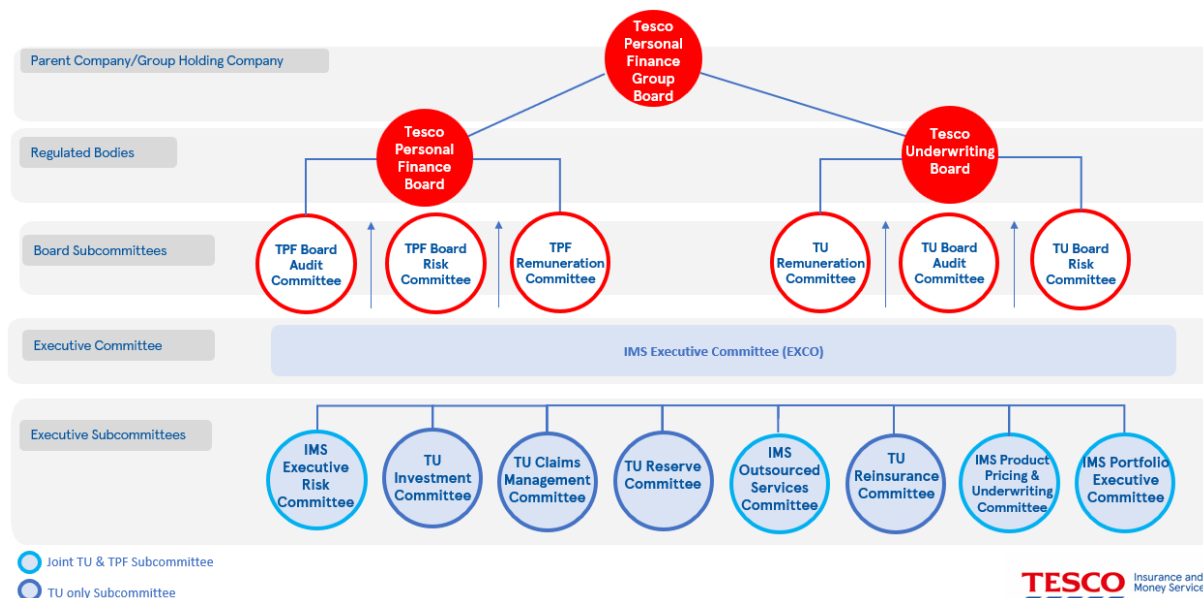 Tesco
Personal
Finance
Group
Board
Parent Company/Group Holding Company
Tesco
Personal
Finance
Board
Tesco
Underwriting
Board
Regulated Bodies
Board Subcommittees
TPF Board
Audit
Committee
TPF Board
Risk
Committee
TPF
Remuneration
Committee
TU
Remuneration
Committee
TU Board
Audit
Committee
TU Board
Risk
Committee
Executive Committee
IMS Executive Committee (EXCO)
Executive Subcommittees
IMS
Executive
Risk
Committee
TU
Investment
Committee
TU Claims
Management
Committee
TU Reserve
Committee
IMS
Outsourced
Services
Committee
TU
Reinsurance
Committee
IMS Product
Pricing &
Underwriting
Committee
IMS Portfolio
Executive
Committee
Joint TU & TPF Subcommittee
TU only Subcommittee
TESCO
Insurance and
Money Service